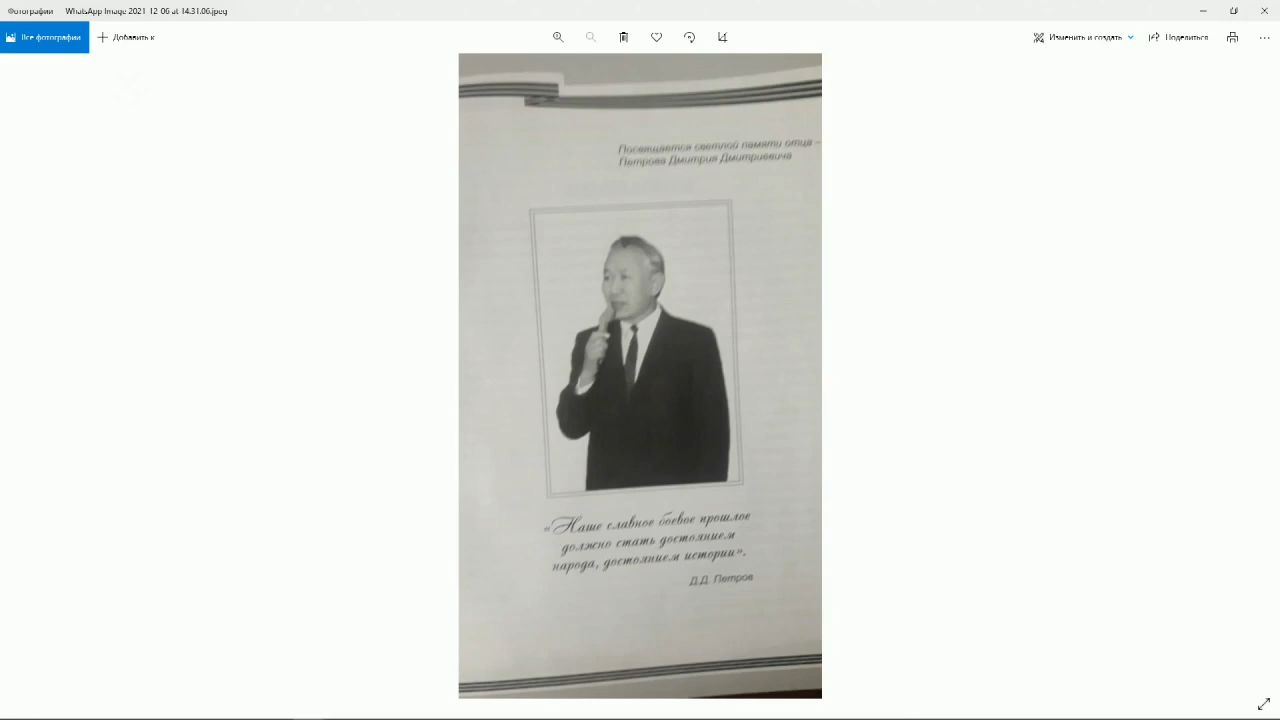 Фотографии WhatsApp Image 2021-12-06 at 14.31.06.jpeg
Все фотографии Добавить к Изменить и создать Поделиться
Посвящается светлой памяти отца –
Петрова Дмитрия Дмитриевича
«Наше славное боевое прошлое
должно стать достоянием
народа, достоянием истории».
Д.Д. Петров